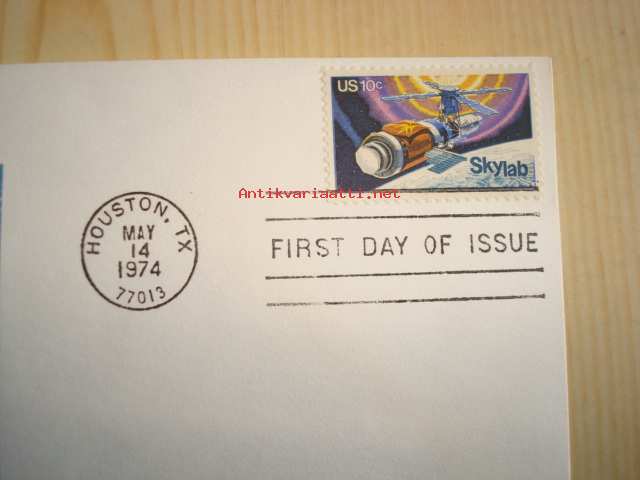 US 10c
Skylab
Antikvariaatti.net
HOUSTON, TX
MAY
14
1974
77013
FIRST DAY OF ISSUE